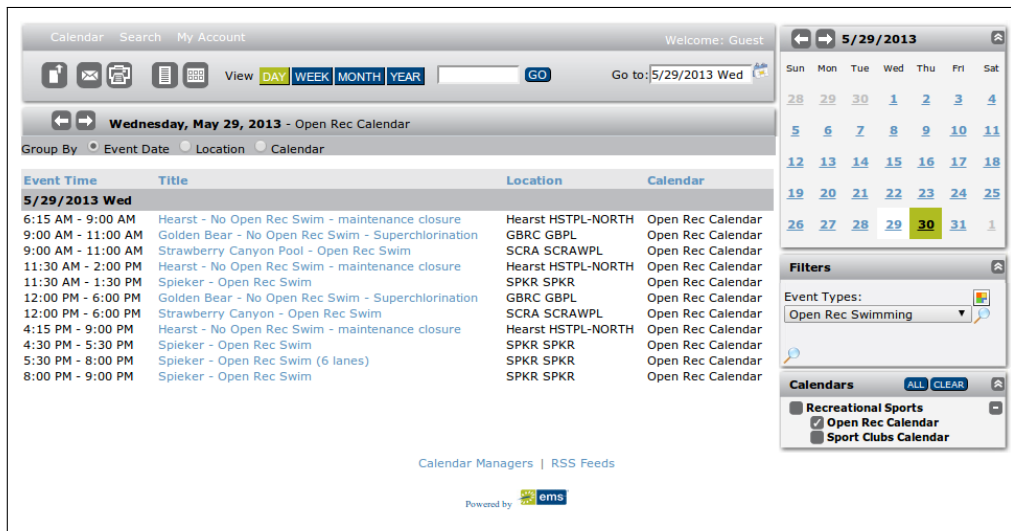 Calendar Search My Account Welcome: Guest
View DAY WEEK MONTH YEAR GO Go to: 5/29/2013 Wed
Wednesday, May 29, 2013 - Open Rec Calendar
Group By Event Date Location Calendar
Event Time Title Location Calendar
5/29/2013 Wed
6:15 AM - 9:00 AM Hearst - No Open Rec Swim - maintenance closure Hearst HSTPL-NORTH Open Rec Calendar
9:00 AM - 11:00 AM Golden Bear - No Open Rec Swim - Superchlorination GBRC GBPL Open Rec Calendar
9:00 AM - 11:00 AM Strawberry Canyon Pool - Open Rec Swim SCRA SCRAWPL Open Rec Calendar
11:30 AM - 2:00 PM Hearst - No Open Rec Swim - maintenance closure Hearst HSTPL-NORTH Open Rec Calendar
11:30 AM - 1:30 PM Spieker - Open Rec Swim SPKR SPKR Open Rec Calendar
12:00 PM - 6:00 PM Golden Bear - No Open Rec Swim - Superchlorination GBRC GBPL Open Rec Calendar
12:00 PM - 6:00 PM Strawberry Canyon - Open Rec Swim SCRA SCRAWPL Open Rec Calendar
4:15 PM - 9:00 PM Hearst - No Open Rec Swim - maintenance closure Hearst HSTPL-NORTH Open Rec Calendar
4:30 PM - 5:30 PM Spieker - Open Rec Swim SPKR SPKR Open Rec Calendar
5:30 PM - 8:00 PM Spieker - Open Rec Swim (6 lanes) SPKR SPKR Open Rec Calendar
8:00 PM - 9:00 PM Spieker - Open Rec Swim SPKR SPKR Open Rec Calendar
Calendar Managers | RSS Feeds
Powered by ems
5/29/2013
Sun Mon Tue Wed Thu Fri Sat
28 29 30 1 2 3 4
5 6 7 8 9 10 11
12 13 14 15 16 17 18
19 20 21 22 23 24 25
26 27 28 29 30 31 1
Filters
Event Types:
Open Rec Swimming
Calendars ALL CLEAR
Recreational Sports
Open Rec Calendar
Sport Clubs Calendar